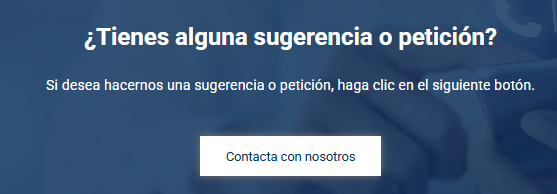 ¿Tienes alguna sugerencia o petición?
Si desea hacernos una sugerencia o petición, haga clic en el siguiente botón.
Contacta con nosotros